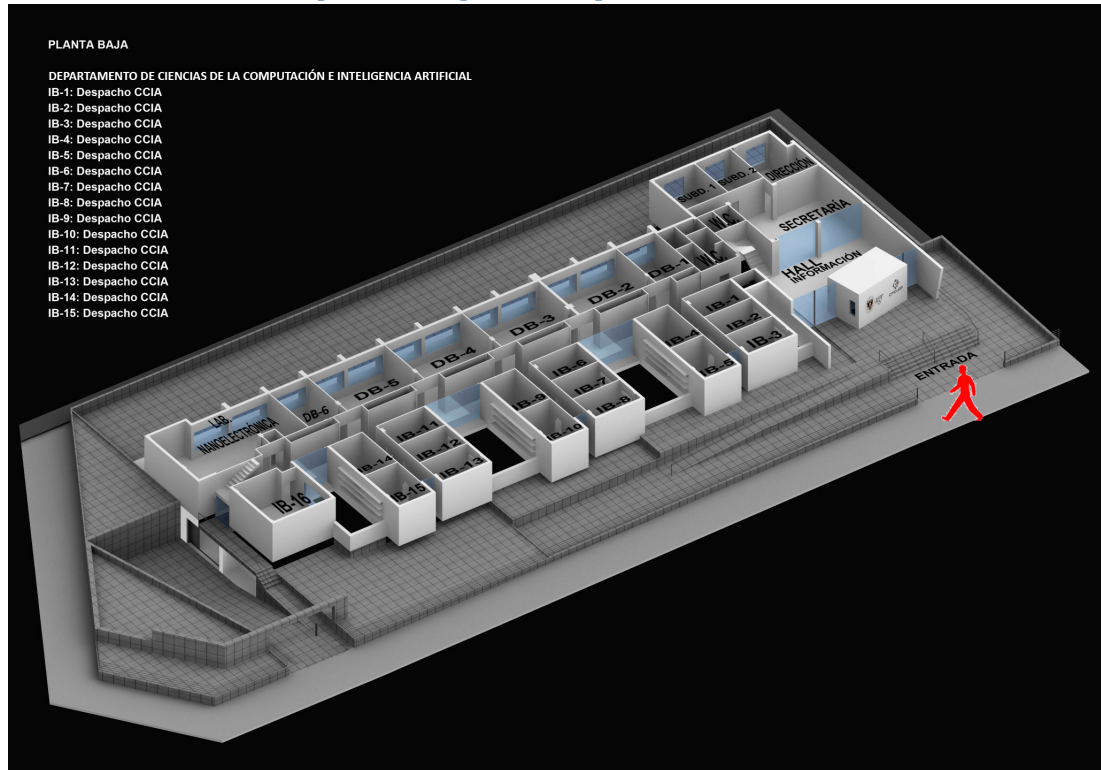 PLANTA BAJA
DEPARTAMENTO DE CIENCIAS DE LA COMPUTACIÓN E INTELIGENCIA ARTIFICIAL
IB-1: Despacho CCIA
IB-2: Despacho CCIA
IB-3: Despacho CCIA
IB-4: Despacho CCIA
IB-5: Despacho CCIA
IB-6: Despacho CCIA
IB-7: Despacho CCIA
IB-8: Despacho CCIA
IB-9: Despacho CCIA
IB-10: Despacho CCIA
IB-11: Despacho CCIA
IB-12: Despacho CCIA
IB-13: Despacho CCIA
IB-14: Despacho CCIA
IB-15: Despacho CCIA
SUBD. 1
SUBD. 2
DIRECCIÓN
W.C.
SECRETARÍA
W.C.
HALL
INFORMACIÓN
DB-1
DB-2
DB-3
DB-4
DB-5
DB-6
LAB.
NANOELECTRÓNICA
IB-1
IB-2
IB-3
IB-4
IB-5
IB-6
IB-7
IB-8
IB-9
IB-10
IB-11
IB-12
IB-13
IB-14
IB-15
IB-16
ENTRADA